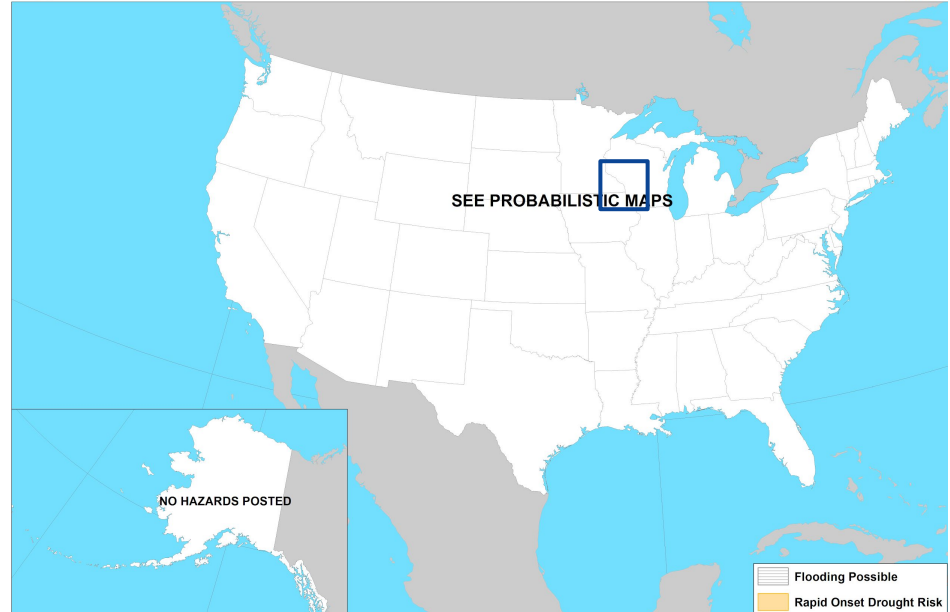 SEE PROBABILISTIC MAPS
NO HAZARDS POSTED
Flooding Possible
Rapid Onset Drought Risk